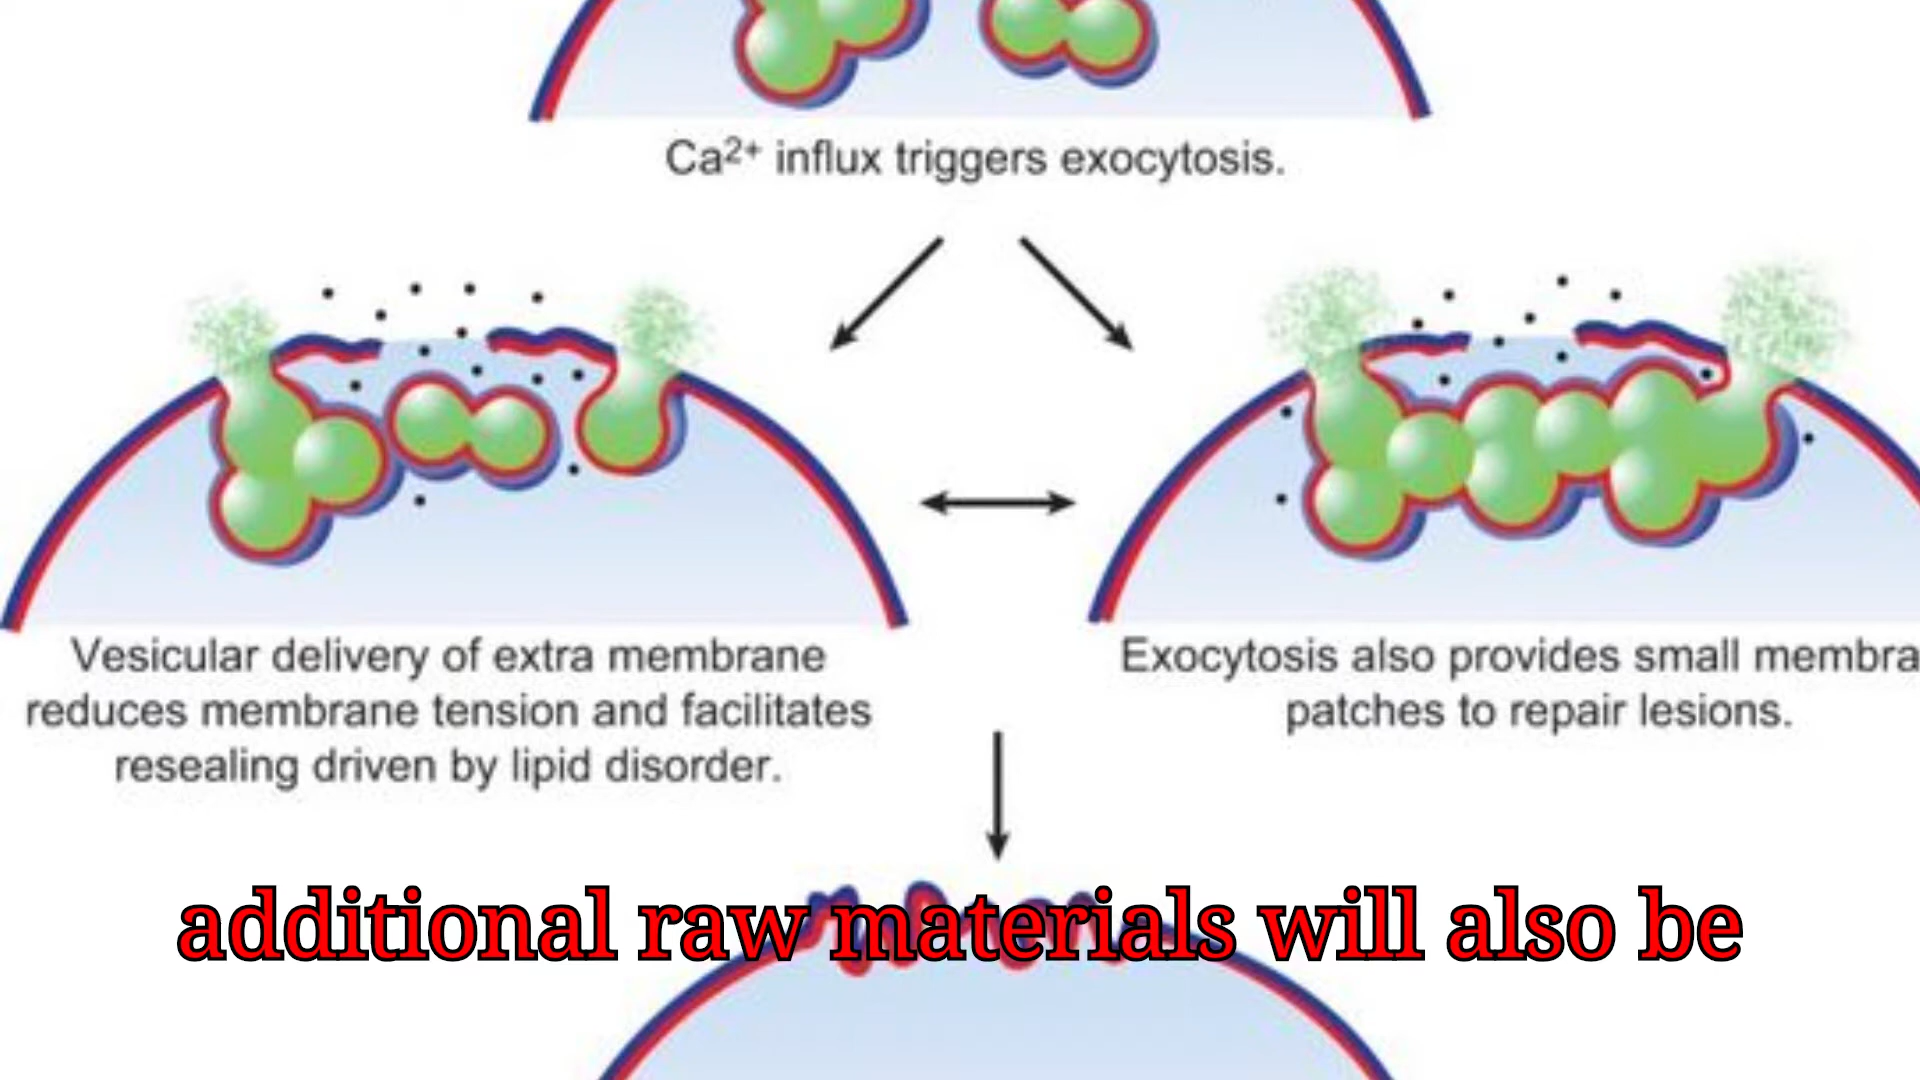 Ca2+ influx triggers exocytosis.
Vesicular delivery of extra membrane
reduces membrane tension and facilitates
resealing driven by lipid disorder.
Exocytosis also provides small membra
patches to repair lesions.
additional raw materials will also be